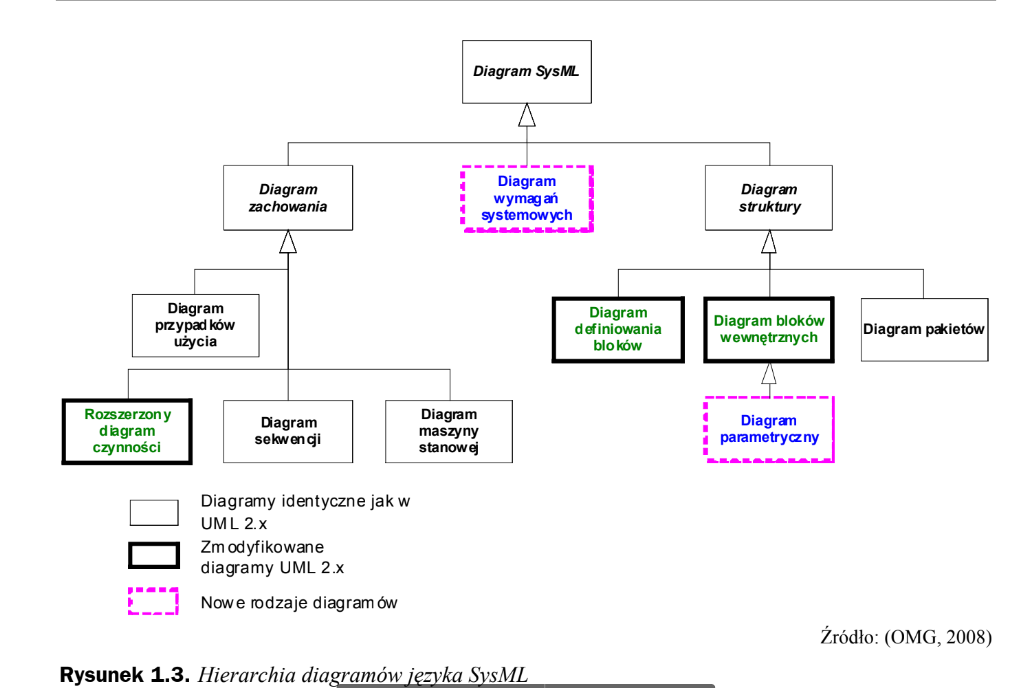 Diagram SysML
Diagram
zachowania
Diagram
wymagań
systemowych
Diagram
struktury
Diagram
przypadków
użycia
Diagram
definiowania
bloków
Diagram bloków
wewnętrznych
Diagram pakietów
Rozszerzony
diagram
czynności
Diagram
sekwencji
Diagram
maszyny
stanowej
Diagram
parametryczny
Diagramy identyczne jak w
UML 2.x
Zmodyfikowane
diagramy UML 2.x
Nowe rodzaje diagramów
Źródło: (OMG, 2008)
Rysunek 1.3. Hierarchia diagramów języka SysML